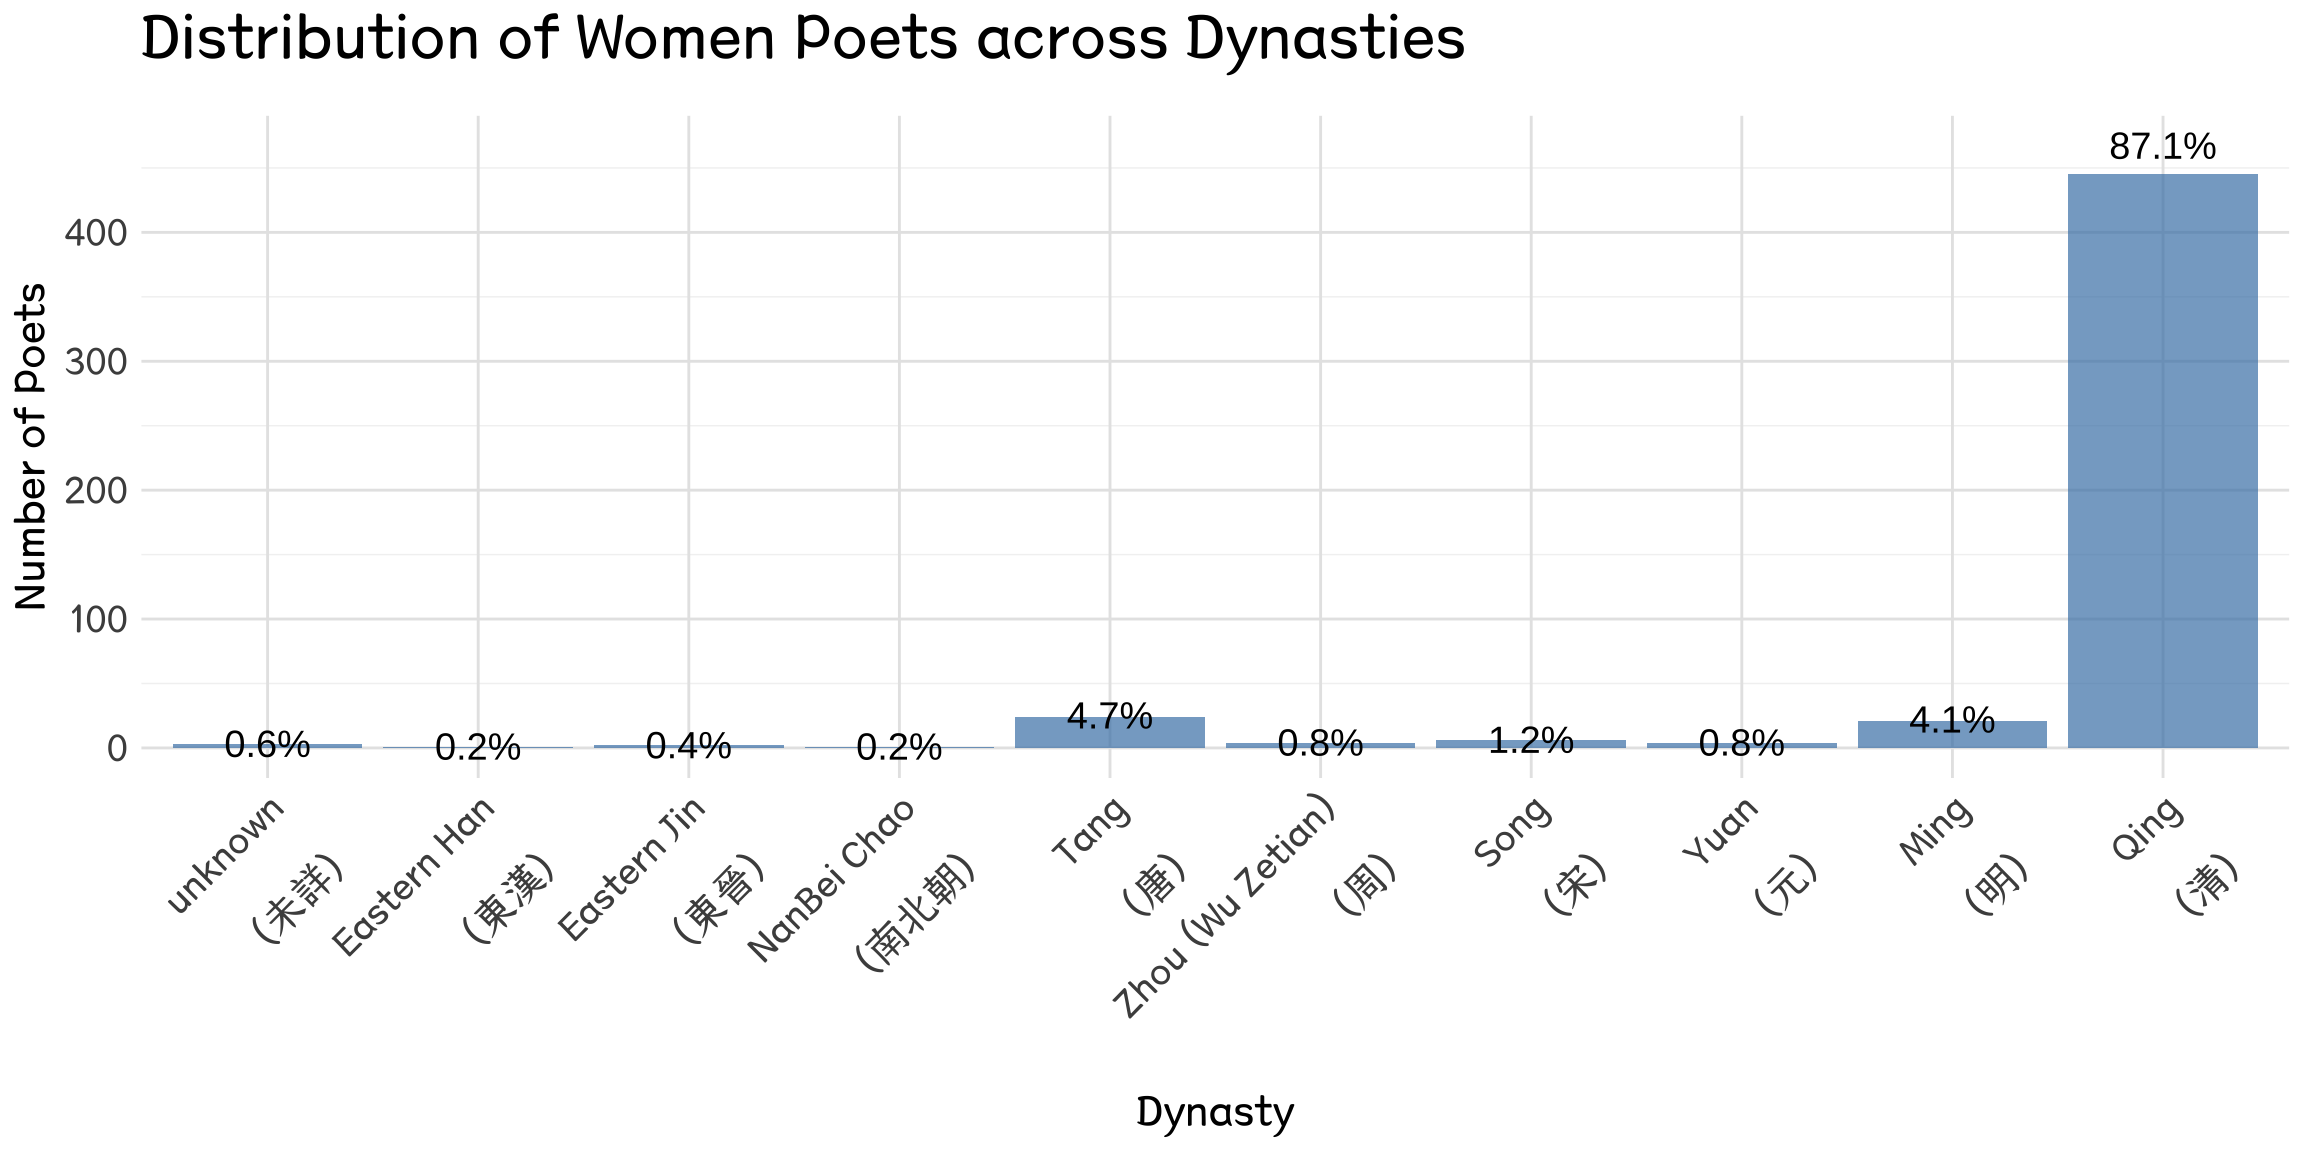 Distribution of Women Poets across Dynasties
Number of poets
400
300
200
100
0
0.6%
0.2%
0.4%
0.2%
4.7%
0.8%
1.2%
0.8%
4.1%
87.1%
unknown
(未詳)
Eastern Han
(東漢)
Eastern Jin
(東晉)
NanBei Chao
(南北朝)
Tang
(唐)
Zhou (Wu Zetian)
(周)
Song
(宋)
Yuan
(元)
Ming
(明)
Qing
(清)
Dynasty